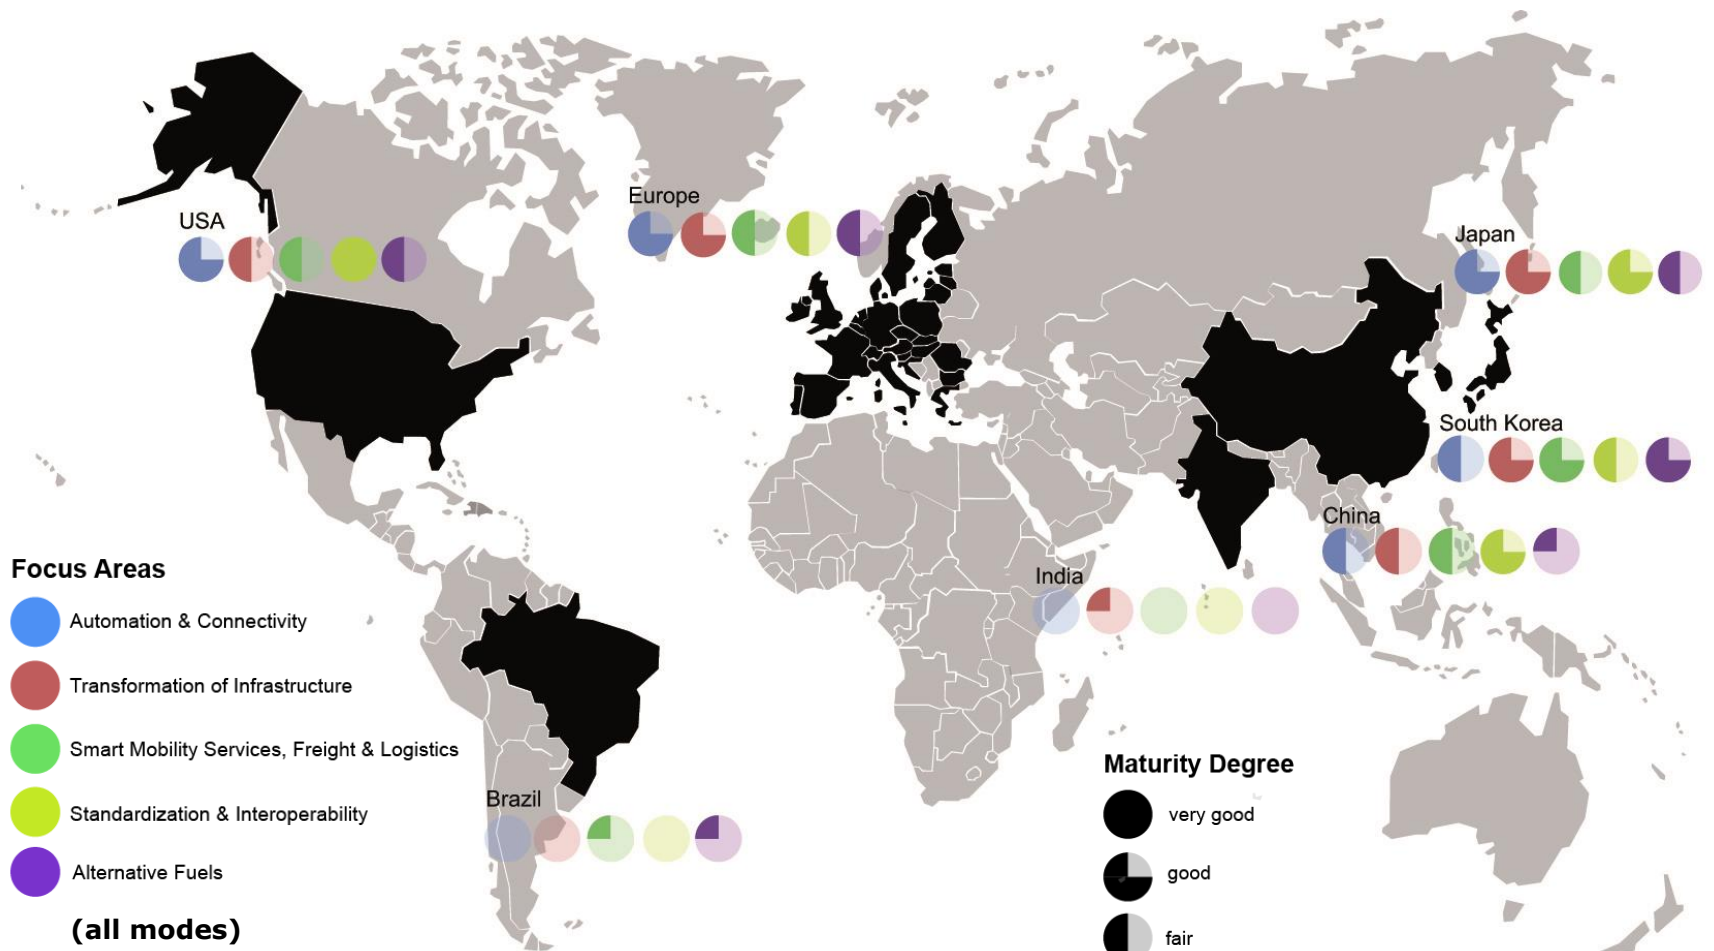 USA
Europe
Japan
South Korea
China
India
Brazil
Focus Areas
Automation & Connectivity
Transformation of Infrastructure
Smart Mobility Services, Freight & Logistics
Standardization & Interoperability
Alternative Fuels
(all modes)
Maturity Degree
very good
good
fair